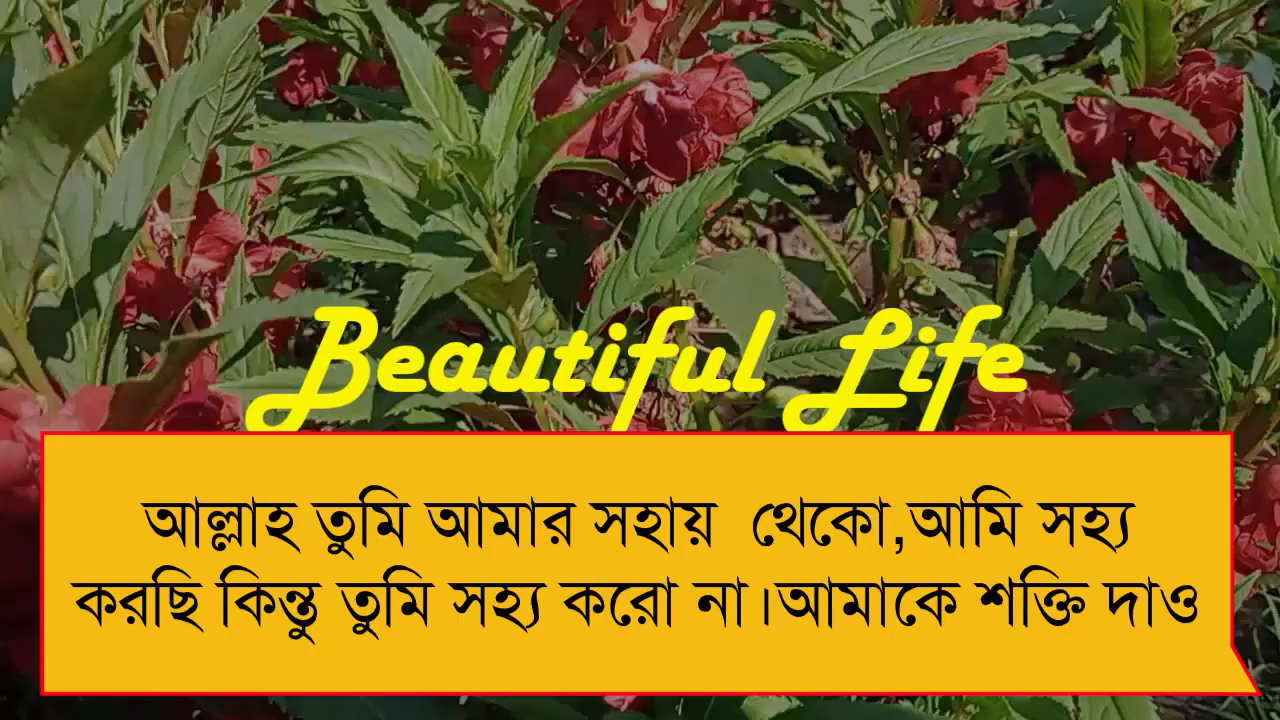 Beautiful Life
আল্লাহ তুমি আমার সহায় থেকো,আমি সহ্য
করছি কিন্তু তুমি সহ্য করো না।আমাকে শক্তি দাও